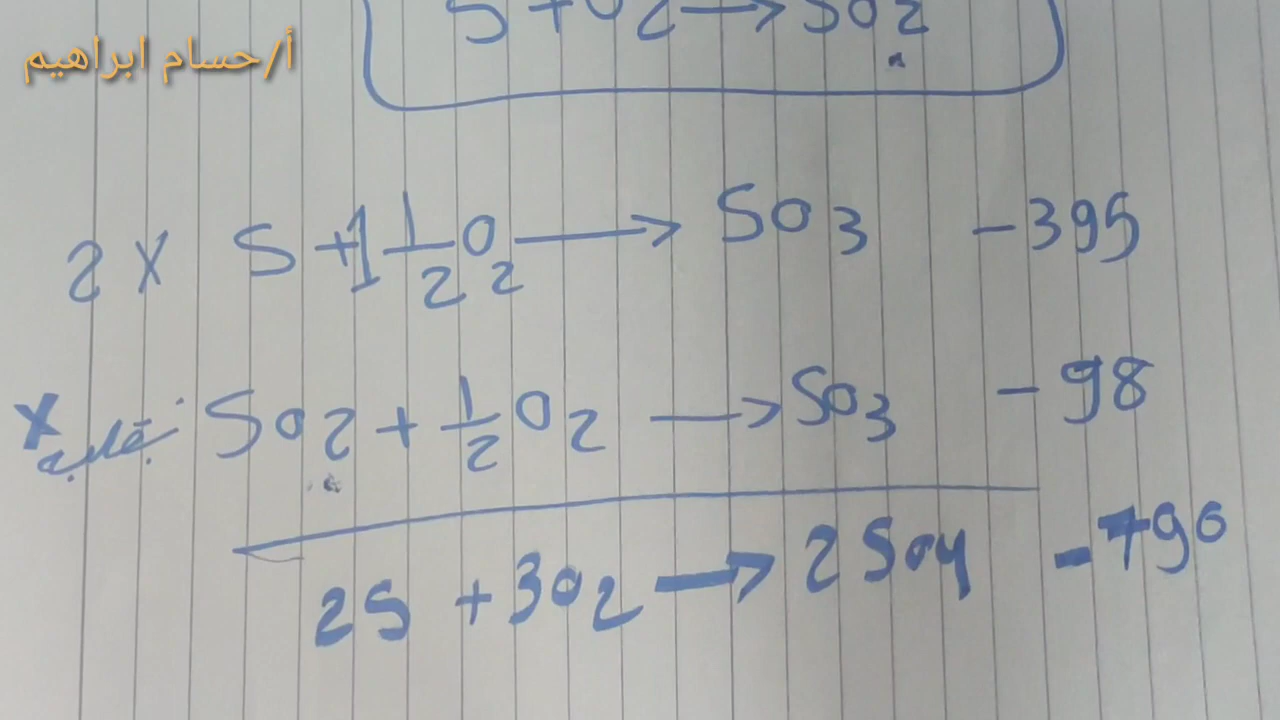 أ/حسام ابراهيم
S + O2 → SO2
2 X S + 1 1/2 O2 → SO3 - 395
X نقلب SO2 + 1/2 O2 → SO3 - 98
2S + 3O2 → 2SO4 - 790